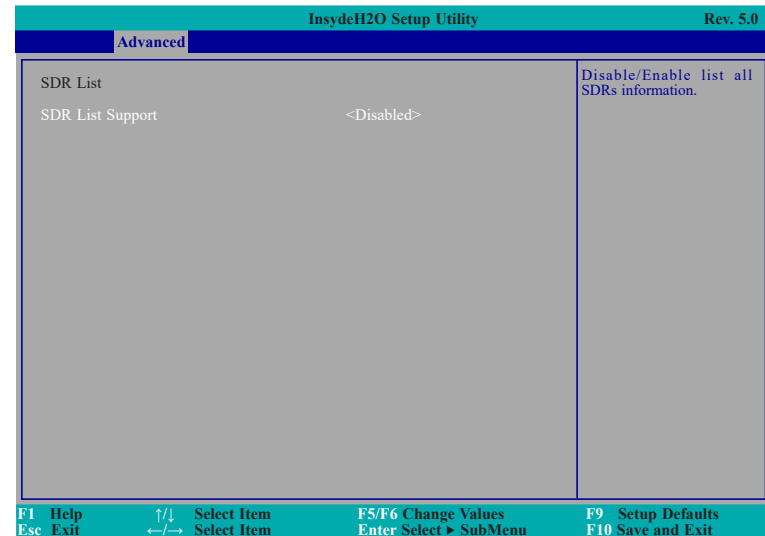 InsydeH2O Setup Utility Rev. 5.0
Advanced
SDR List
SDR List Support <Disabled>
Disable/Enable list all
SDRs information.
F1 Help ↑/↓ Select Item F5/F6 Change Values F9 Setup Defaults
Esc Exit ←/→ Select Item Enter Select ► SubMenu F10 Save and Exit